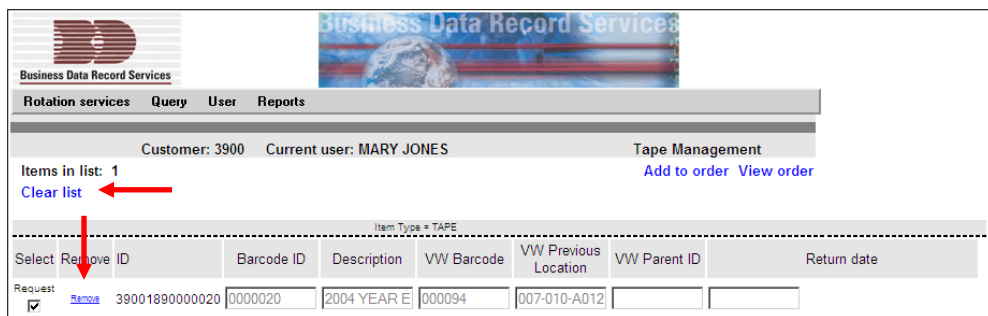 Business Data Record Services
Business Data Record Services
Rotation services Query User Reports
Customer: 3900 Current user: MARY JONES Tape Management
Items in list: 1 Add to order View order
Clear list
Item Type = TAPE
Select Remove ID Barcode ID Description VW Barcode VW Previous Location VW Parent ID Return date
Request
Remove 39001890000020 0000020 2004 YEAR E 000094 007-010-A012